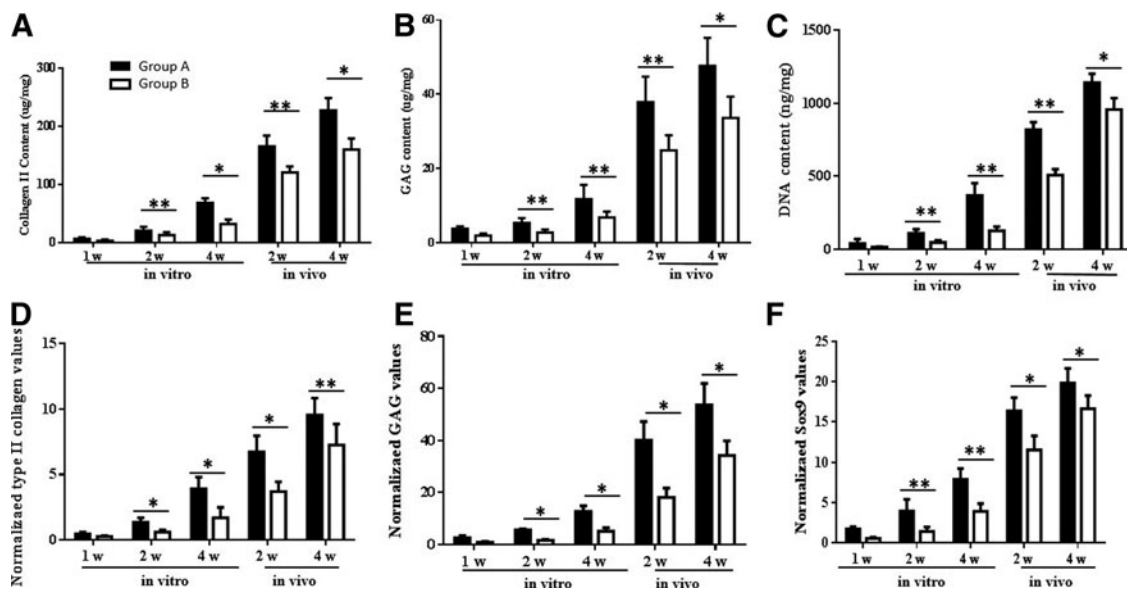 A
Collagen II Content (ug/mg)
300
200
100
0
Group A
Group B
**
*
**
*
1 w
2 w
4 w
2 w
4 w
in vitro
in vivo
B
GAG content (ug/mg)
60
40
20
0
**
**
**
*
1 w
2 w
4 w
2 w
4 w
in vitro
in vivo
C
DNA content (ng/mg)
1500
1000
500
0
**
**
**
*
1 w
2 w
4 w
2 w
4 w
in vitro
in vivo
D
Normalizaed type II collagen values
15
10
5
0
*
*
*
**
1 w
2 w
4 w
2 w
4 w
in vitro
in vivo
E
Normalizaed GAG values
80
60
40
20
0
*
*
*
*
1 w
2 w
4 w
2 w
4 w
in vitro
in vivo
F
Normalizaed Sox9 values
25
20
15
10
5
0
**
**
*
*
1 w
2 w
4 w
2 w
4 w
in vitro
in vivo